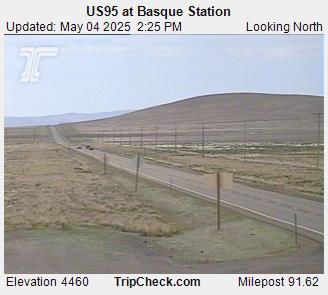 US95 at Basque Station
Updated: May 04 2025 2:25 PM Looking North
Elevation 4460 TripCheck.com Milepost 91.62